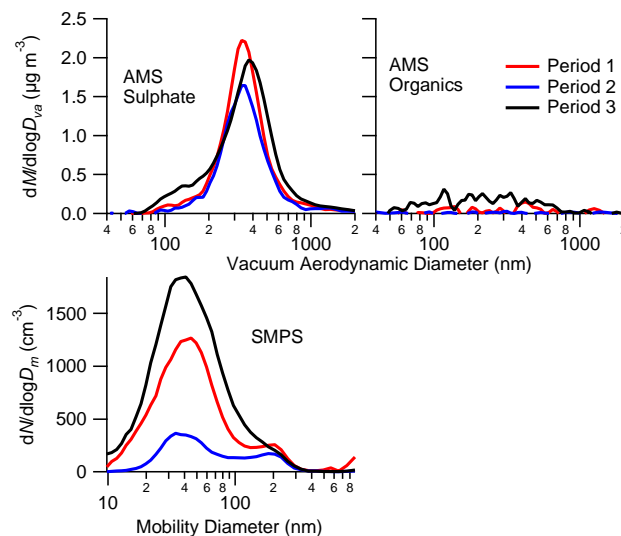 2.5
2.0
1.5
1.0
0.5
0.0
dM/dlogDva (µg m-3)
AMS
Sulphate
AMS
Organics
Period 1
Period 2
Period 3
4 6 8 100 2 4 6 8 1000 2
4 6 8 100 2 4 6 8 1000
Vacuum Aerodynamic Diameter (nm)
1500
1000
500
0
dN/dlogDm (cm-3)
SMPS
10 2 4 6 8 100 2 4 6 8
Mobility Diameter (nm)